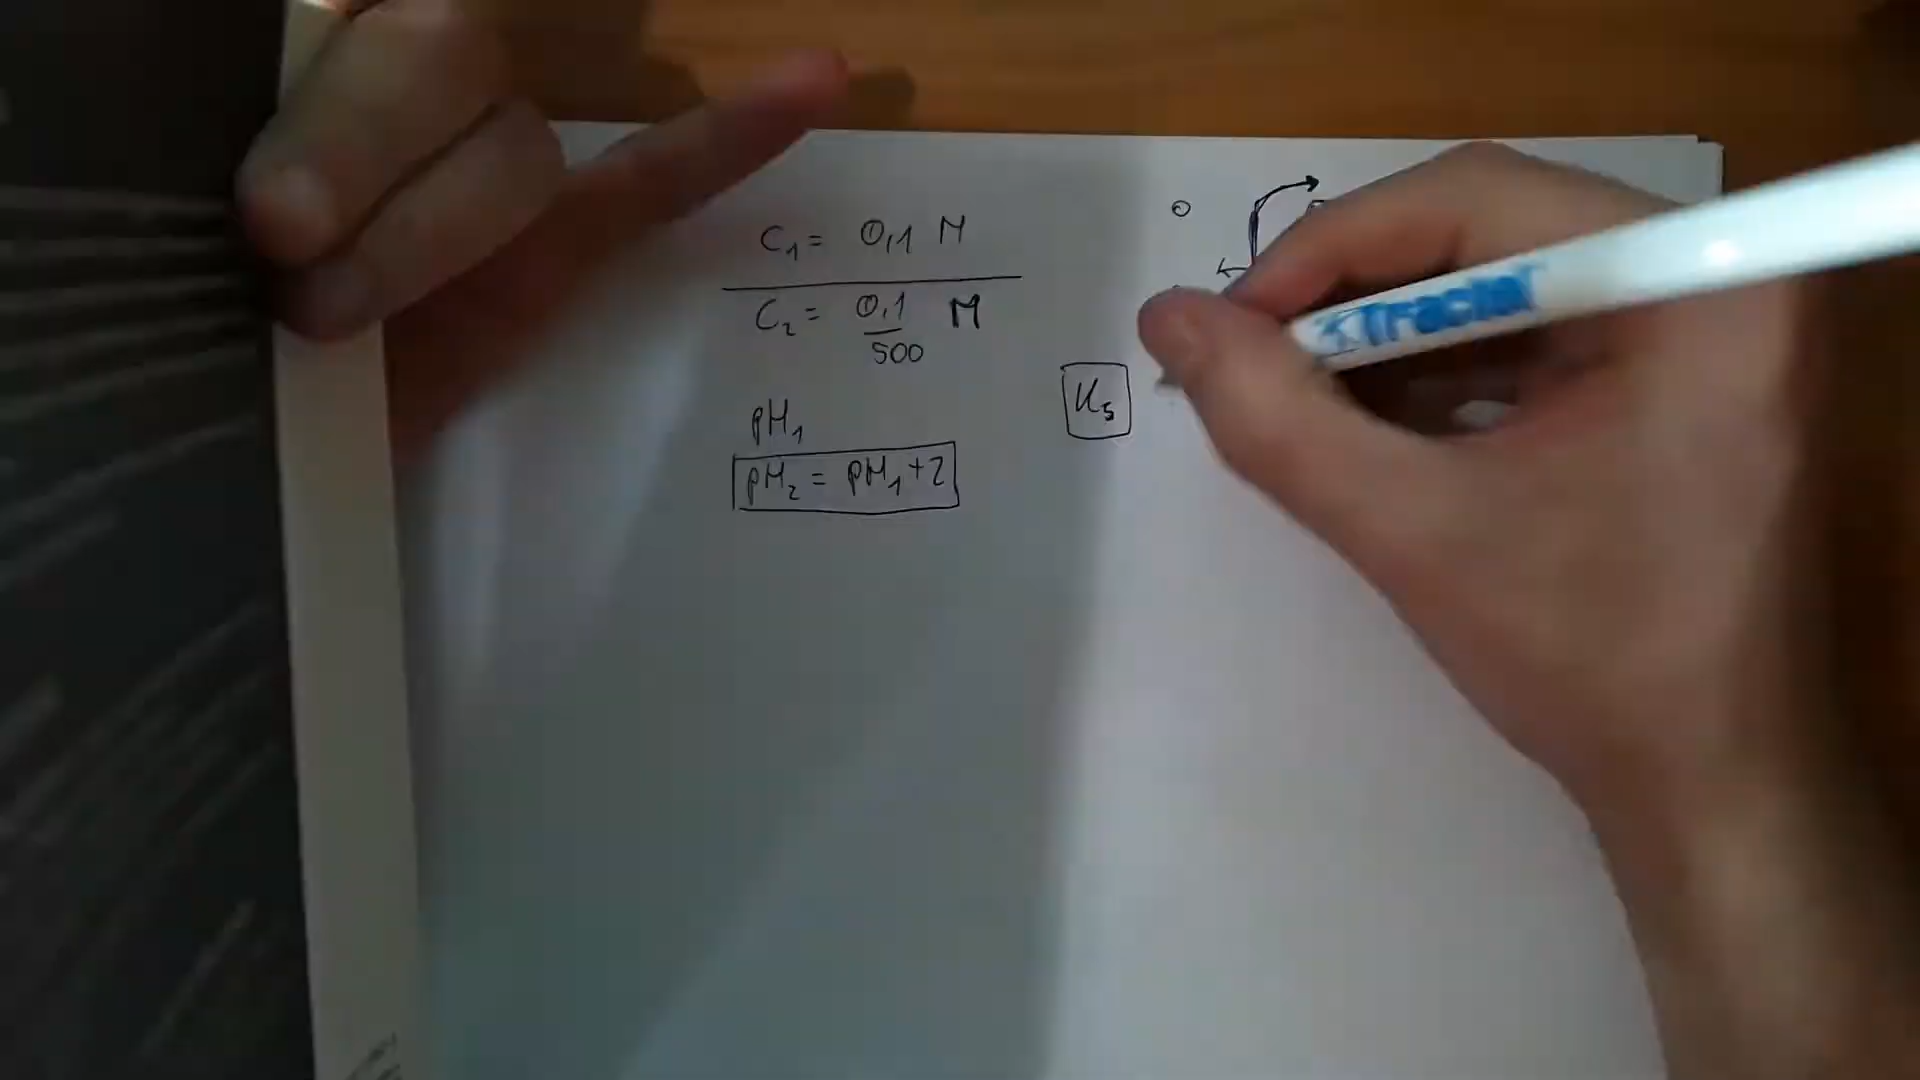 C₁ = 0,1 M
C₂ = 0,1/500 M
pH₁
pH₂ = pH₁+2
Ks